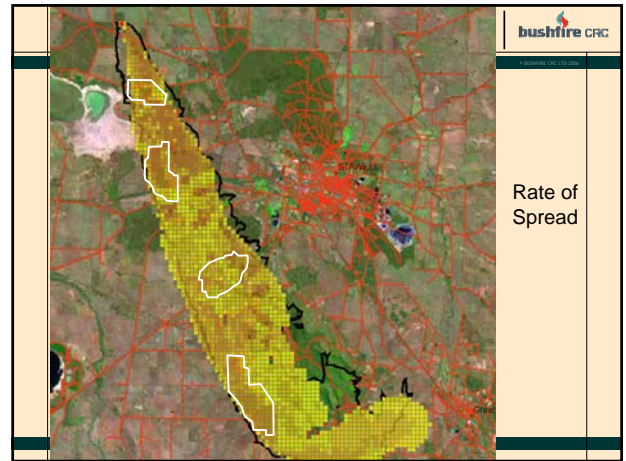 bushfire CRC
© BUSHFIRE CRC LTD 2006
STAWELL
Rate of
Spread